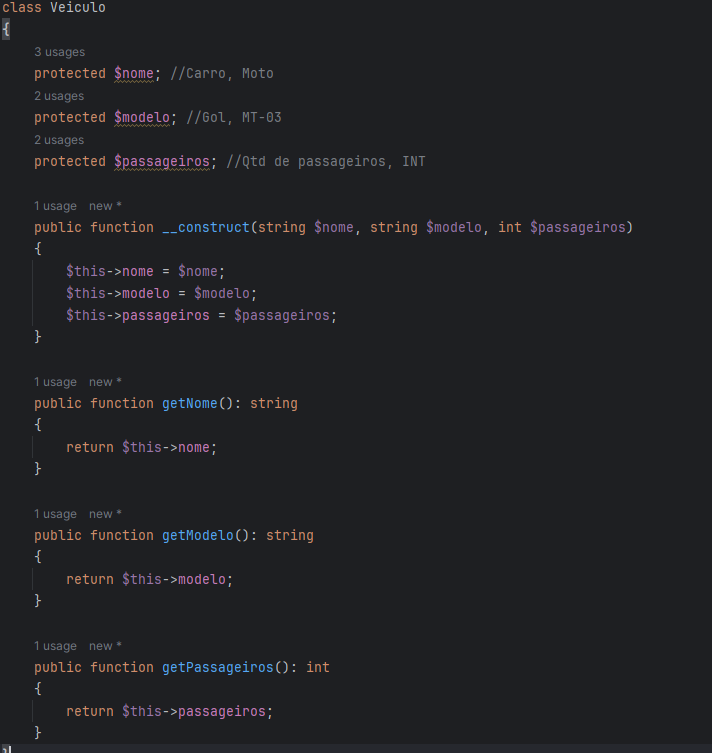 class Veiculo
{
3 usages
protected $nome; //Carro, Moto
2 usages
protected $modelo; //Gol, MT-03
2 usages
protected $passageiros; //Qtd de passageiros, INT
1 usage new *
public function __construct(string $nome, string $modelo, int $passageiros)
{
$this->nome = $nome;
$this->modelo = $modelo;
$this->passageiros = $passageiros;
}
1 usage new *
public function getNome(): string
{
return $this->nome;
}
1 usage new *
public function getModelo(): string
{
return $this->modelo;
}
1 usage new *
public function getPassageiros(): int
{
return $this->passageiros;
}
}